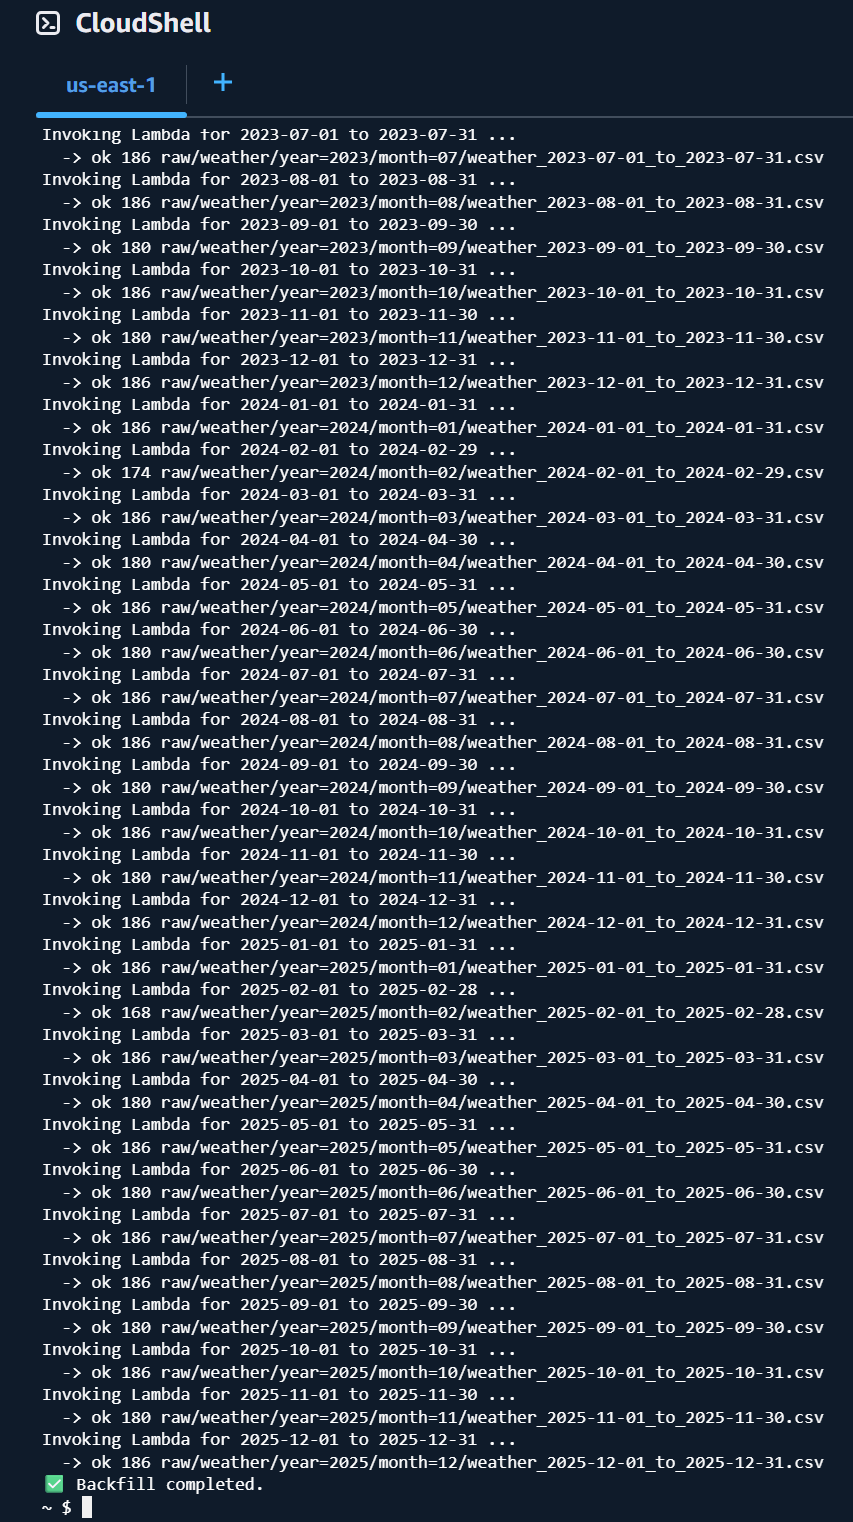 CloudShell
us-east-1
+
Invoking Lambda for 2023-07-01 to 2023-07-31 ...
-> ok 186 raw/weather/year=2023/month=07/weather_2023-07-01_to_2023-07-31.csv
Invoking Lambda for 2023-08-01 to 2023-08-31 ...
-> ok 186 raw/weather/year=2023/month=08/weather_2023-08-01_to_2023-08-31.csv
Invoking Lambda for 2023-09-01 to 2023-09-30 ...
-> ok 180 raw/weather/year=2023/month=09/weather_2023-09-01_to_2023-09-30.csv
Invoking Lambda for 2023-10-01 to 2023-10-31 ...
-> ok 186 raw/weather/year=2023/month=10/weather_2023-10-01_to_2023-10-31.csv
Invoking Lambda for 2023-11-01 to 2023-11-30 ...
-> ok 180 raw/weather/year=2023/month=11/weather_2023-11-01_to_2023-11-30.csv
Invoking Lambda for 2023-12-01 to 2023-12-31 ...
-> ok 186 raw/weather/year=2023/month=12/weather_2023-12-01_to_2023-12-31.csv
Invoking Lambda for 2024-01-01 to 2024-01-31 ...
-> ok 186 raw/weather/year=2024/month=01/weather_2024-01-01_to_2024-01-31.csv
Invoking Lambda for 2024-02-01 to 2024-02-29 ...
-> ok 174 raw/weather/year=2024/month=02/weather_2024-02-01_to_2024-02-29.csv
Invoking Lambda for 2024-03-01 to 2024-03-31 ...
-> ok 186 raw/weather/year=2024/month=03/weather_2024-03-01_to_2024-03-31.csv
Invoking Lambda for 2024-04-01 to 2024-04-30 ...
-> ok 180 raw/weather/year=2024/month=04/weather_2024-04-01_to_2024-04-30.csv
Invoking Lambda for 2024-05-01 to 2024-05-31 ...
-> ok 186 raw/weather/year=2024/month=05/weather_2024-05-01_to_2024-05-31.csv
Invoking Lambda for 2024-06-01 to 2024-06-30 ...
-> ok 180 raw/weather/year=2024/month=06/weather_2024-06-01_to_2024-06-30.csv
Invoking Lambda for 2024-07-01 to 2024-07-31 ...
-> ok 186 raw/weather/year=2024/month=07/weather_2024-07-01_to_2024-07-31.csv
Invoking Lambda for 2024-08-01 to 2024-08-31 ...
-> ok 186 raw/weather/year=2024/month=08/weather_2024-08-01_to_2024-08-31.csv
Invoking Lambda for 2024-09-01 to 2024-09-30 ...
-> ok 180 raw/weather/year=2024/month=09/weather_2024-09-01_to_2024-09-30.csv
Invoking Lambda for 2024-10-01 to 2024-10-31 ...
-> ok 186 raw/weather/year=2024/month=10/weather_2024-10-01_to_2024-10-31.csv
Invoking Lambda for 2024-11-01 to 2024-11-30 ...
-> ok 180 raw/weather/year=2024/month=11/weather_2024-11-01_to_2024-11-30.csv
Invoking Lambda for 2024-12-01 to 2024-12-31 ...
-> ok 186 raw/weather/year=2024/month=12/weather_2024-12-01_to_2024-12-31.csv
Invoking Lambda for 2025-01-01 to 2025-01-31 ...
-> ok 186 raw/weather/year=2025/month=01/weather_2025-01-01_to_2025-01-31.csv
Invoking Lambda for 2025-02-01 to 2025-02-28 ...
-> ok 168 raw/weather/year=2025/month=02/weather_2025-02-01_to_2025-02-28.csv
Invoking Lambda for 2025-03-01 to 2025-03-31 ...
-> ok 186 raw/weather/year=2025/month=03/weather_2025-03-01_to_2025-03-31.csv
Invoking Lambda for 2025-04-01 to 2025-04-30 ...
-> ok 180 raw/weather/year=2025/month=04/weather_2025-04-01_to_2025-04-30.csv
Invoking Lambda for 2025-05-01 to 2025-05-31 ...
-> ok 186 raw/weather/year=2025/month=05/weather_2025-05-01_to_2025-05-31.csv
Invoking Lambda for 2025-06-01 to 2025-06-30 ...
-> ok 180 raw/weather/year=2025/month=06/weather_2025-06-01_to_2025-06-30.csv
Invoking Lambda for 2025-07-01 to 2025-07-31 ...
-> ok 186 raw/weather/year=2025/month=07/weather_2025-07-01_to_2025-07-31.csv
Invoking Lambda for 2025-08-01 to 2025-08-31 ...
-> ok 186 raw/weather/year=2025/month=08/weather_2025-08-01_to_2025-08-31.csv
Invoking Lambda for 2025-09-01 to 2025-09-30 ...
-> ok 180 raw/weather/year=2025/month=09/weather_2025-09-01_to_2025-09-30.csv
Invoking Lambda for 2025-10-01 to 2025-10-31 ...
-> ok 186 raw/weather/year=2025/month=10/weather_2025-10-01_to_2025-10-31.csv
Invoking Lambda for 2025-11-01 to 2025-11-30 ...
-> ok 180 raw/weather/year=2025/month=11/weather_2025-11-01_to_2025-11-30.csv
Invoking Lambda for 2025-12-01 to 2025-12-31 ...
-> ok 186 raw/weather/year=2025/month=12/weather_2025-12-01_to_2025-12-31.csv
✅ Backfill completed.
~ $